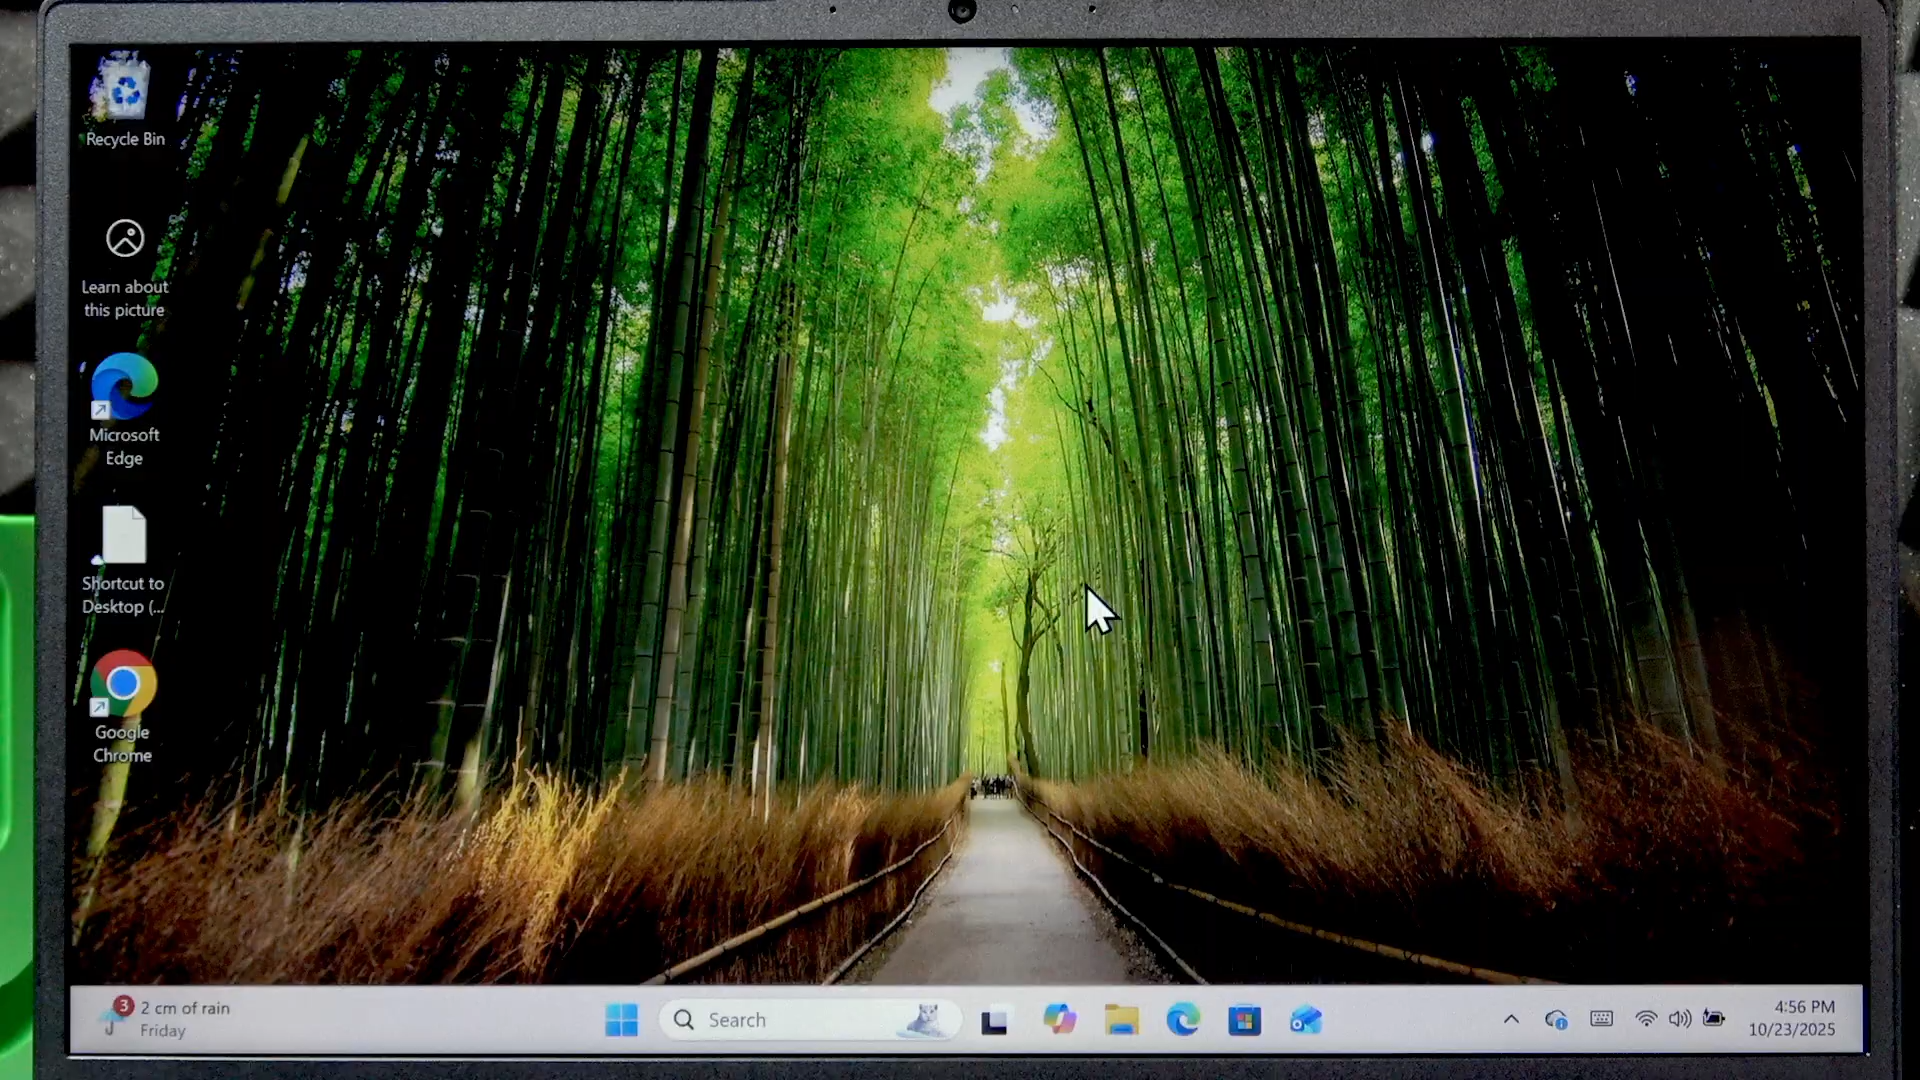 Recycle Bin
Learn about
this picture
Microsoft
Edge
Shortcut to
Desktop (...
Google
Chrome
3
2 cm of rain
Friday
Search
4:56 PM
10/23/2025